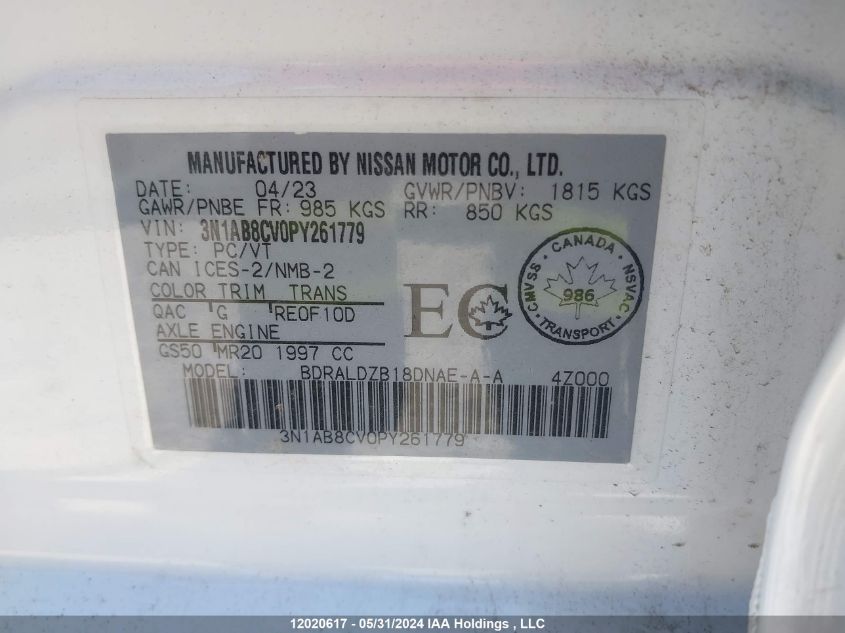 MANUFACTURED BY NISSAN MOTOR CO., LTD.
DATE: 04/23 GVWR/PNBV: 1815 KGS
GAWR/PNBE FR: 985 KGS RR: 850 KGS
VIN: 3N1AB8CV0PY261779
TYPE: PC/VT
CAN ICES-2/NMB-2
COLOR TRIM TRANS
QAC G RE0F10D
AXLE ENGINE
GS50 MR20 1997 CC
EC
CANADA
CMVSS 986 NSVAC
TRANSPORT
MODEL: BDRALDZB18DNAE-A-A 4Z000
3N1AB8CV0PY261779
12020617 - 05/31/2024 IAA Holdings, LLC